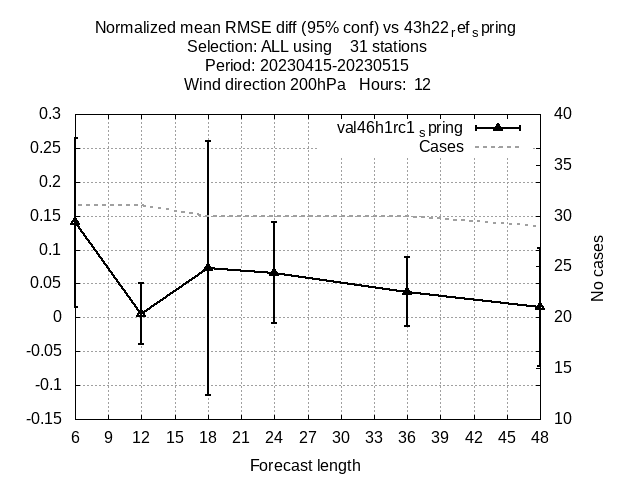 Normalized mean RMSE diff (95% conf) vs 43h22refspring
Selection: ALL using 31 stations
Period: 20230415-20230515
Wind direction 200hPa Hours: 12
0.3 40
val46h1rc1spring
Cases
0.25 35
0.2
0.15 30
0.1
0.05 25
0 20
-0.05
-0.1 15
-0.15 10
No cases
6 9 12 15 18 21 24 27 30 33 36 39 42 45 48
Forecast length